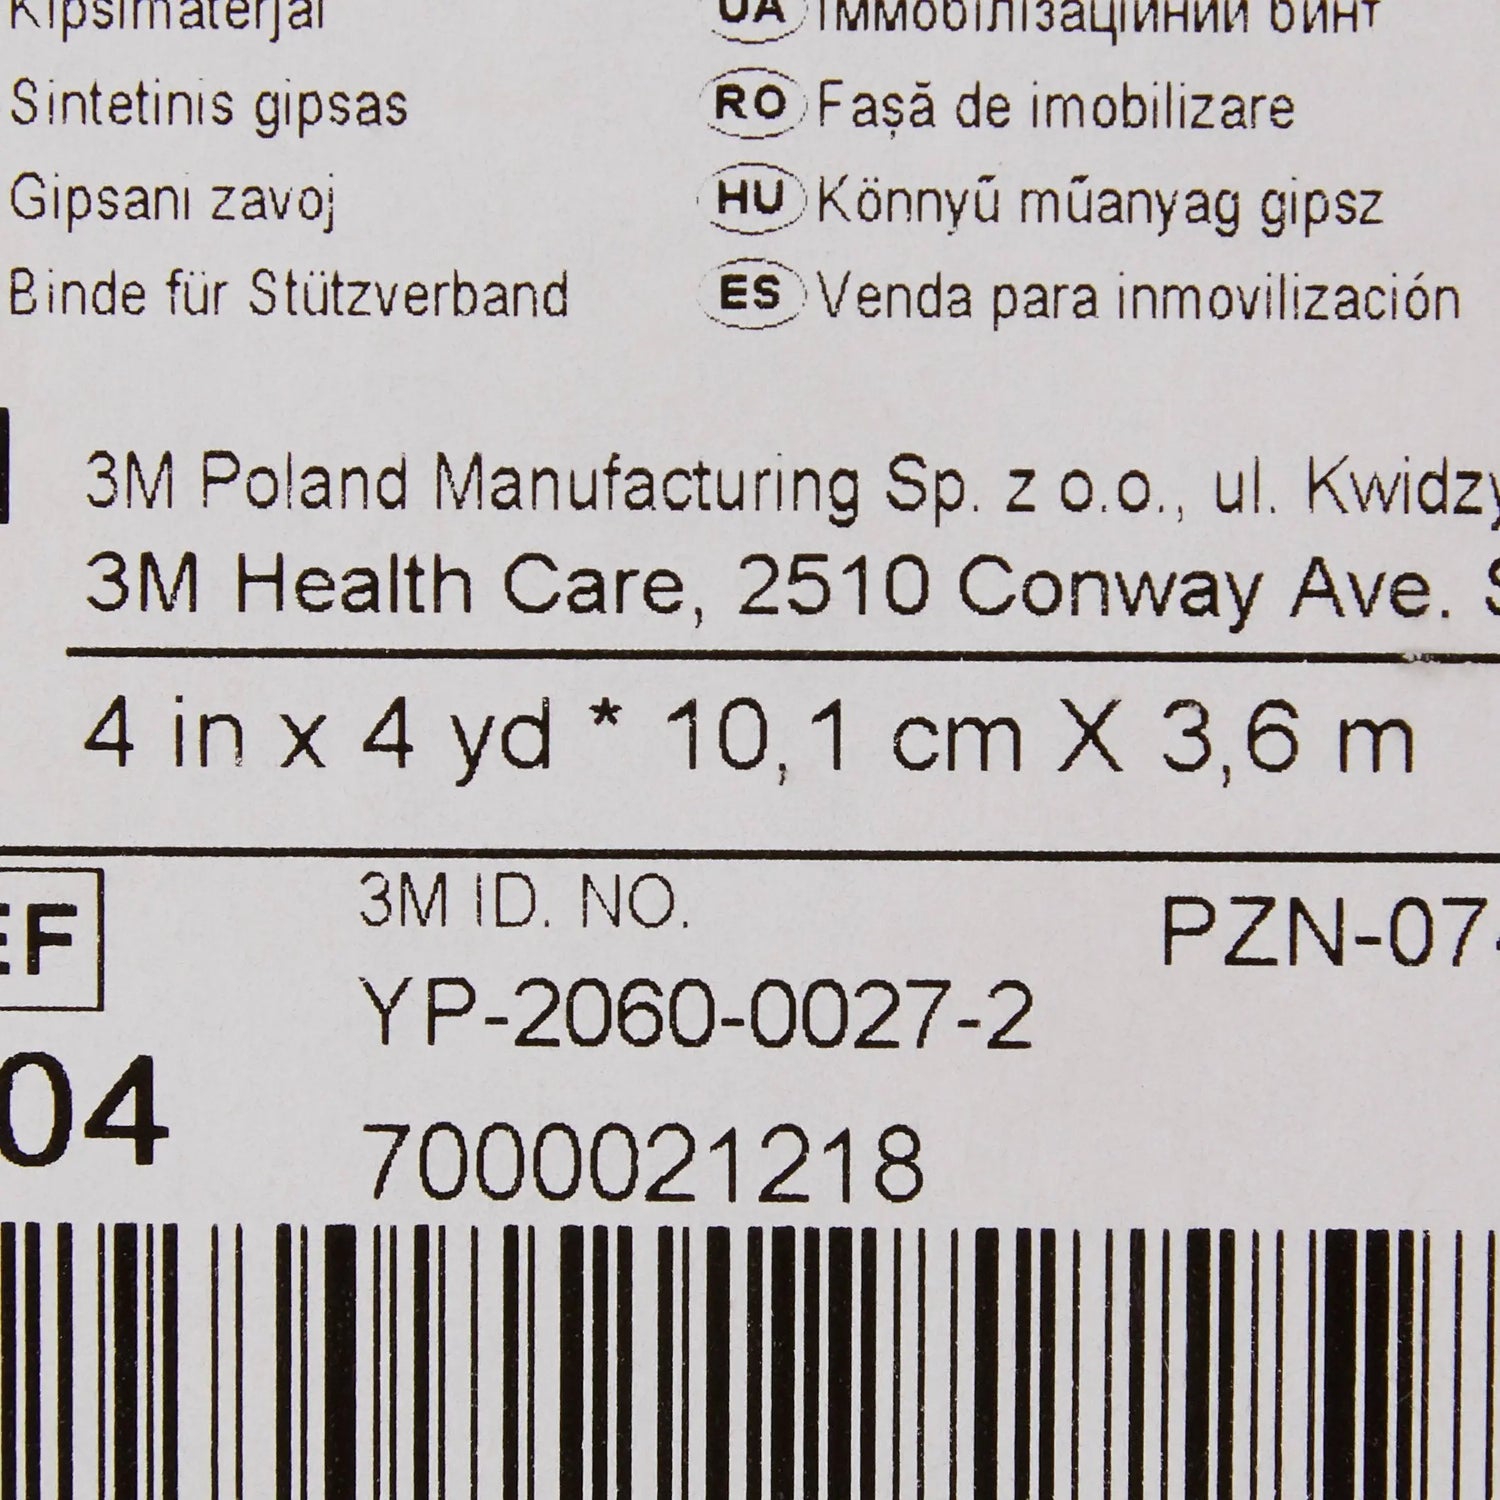 Kipsimaterjal
UA Іммобілізаційний бинт
Sintetinis gipsas
RO Fașă de imobilizare
Gipsani zavoj
HU Könnyű műanyag gipsz
Binde für Stützverband
ES Venda para inmovilización
3M Poland Manufacturing Sp. z o.o., ul. Kwidzy
3M Health Care, 2510 Conway Ave. S
4 in x 4 yd * 10,1 cm X 3,6 m
EF
3M ID. NO.
PZN-07
YP-2060-0027-2
04
7000021218